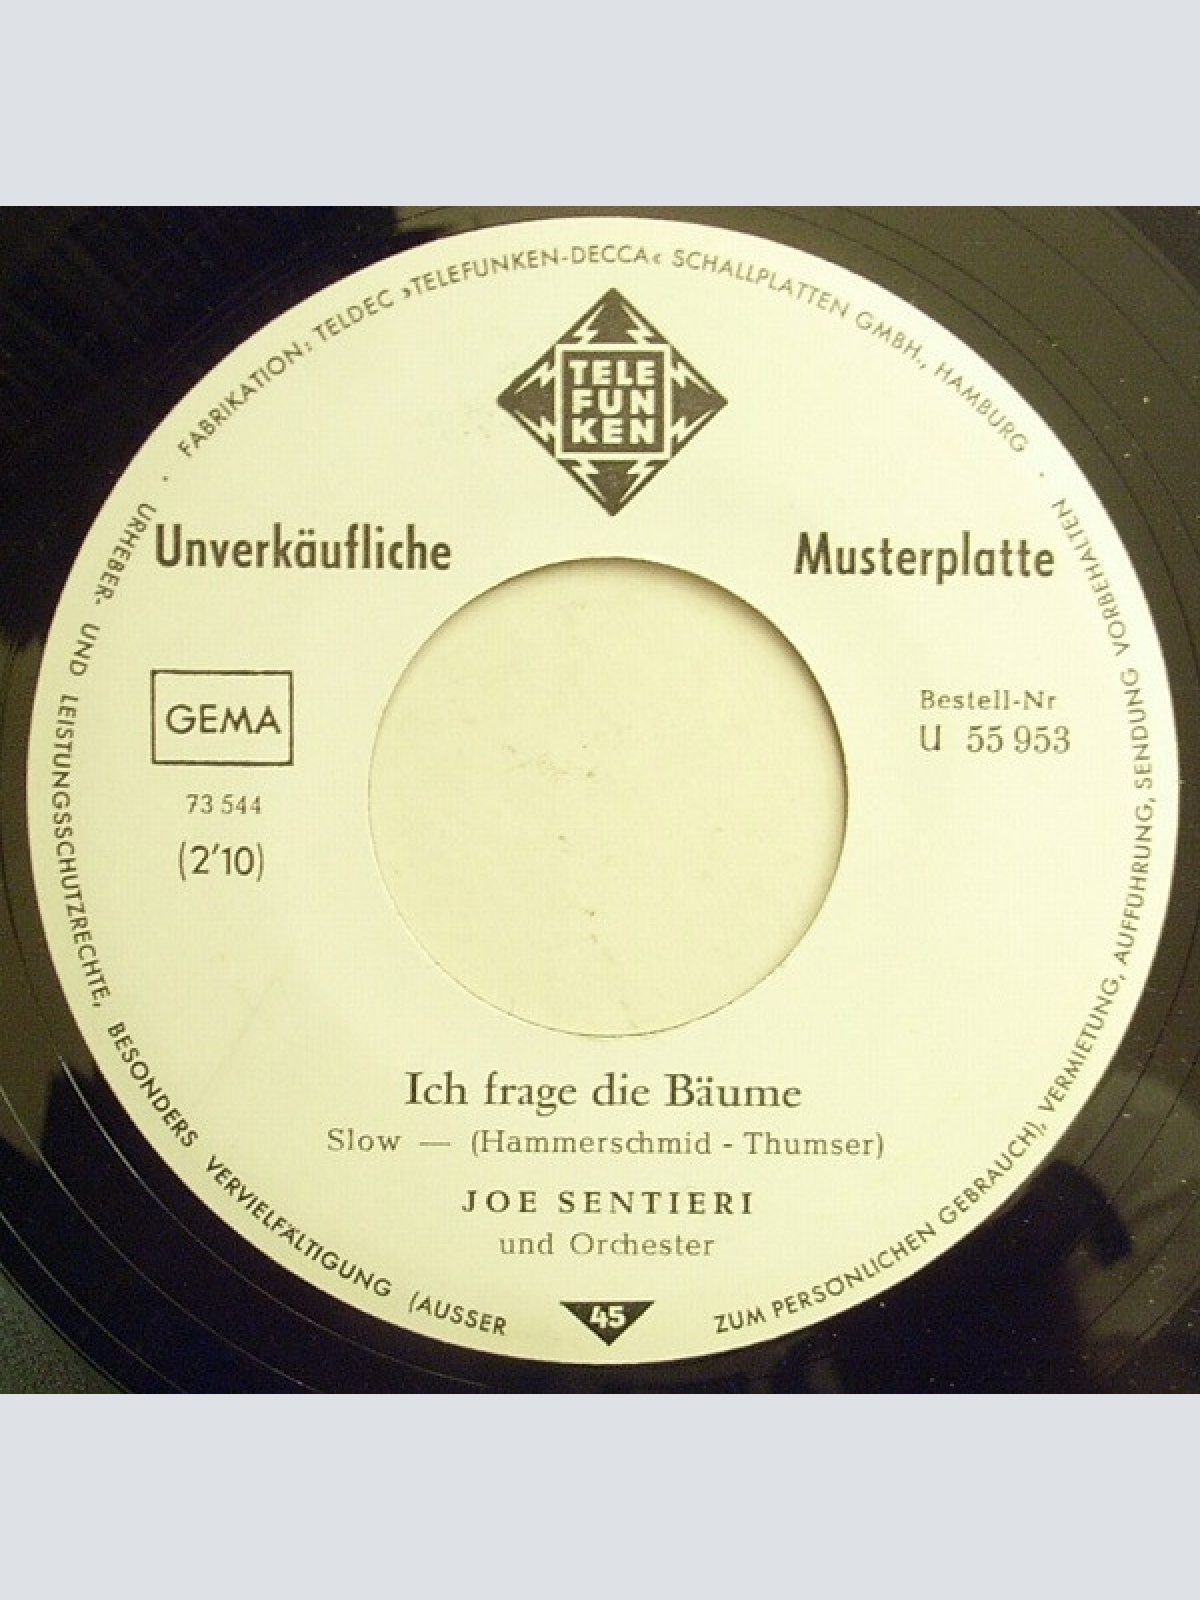 FABRIKATION: TELDEC »TELEFUNKEN-DECCA« SCHALLPLATTEN GMBH., HAMBURG ·
TELE
FUN
KEN
Unverkäufliche Musterplatte
GEMA
73 544
(2'10)
Bestell-Nr
U 55 953
Ich frage die Bäume
Slow — (Hammerschmid - Thumser)
JOE SENTIERI
und Orchester
45
· URHEBER- UND LEISTUNGSSCHUTZRECHTE, BESONDERS VERVIELFÄLTIGUNG (AUSSER ZUM PERSÖNLICHEN GEBRAUCH), VERMIETUNG, AUFFÜHRUNG, SENDUNG VORBEHALTEN